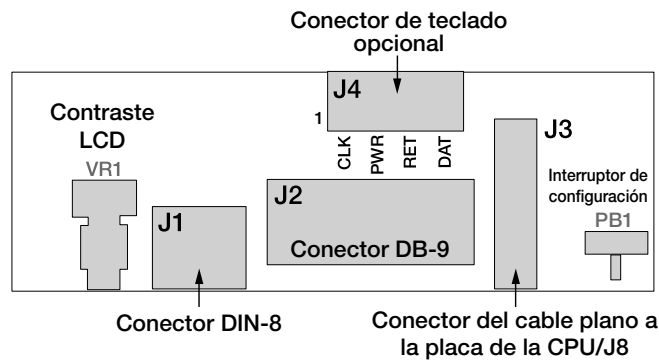 Conector de teclado
opcional
J4
1
CLK
PWR
RET
DAT
Contraste
LCD
VR1
J3
Interruptor de
configuración
PB1
J1
J2
Conector DB-9
Conector DIN-8
Conector del cable plano a
la placa de la CPU/J8